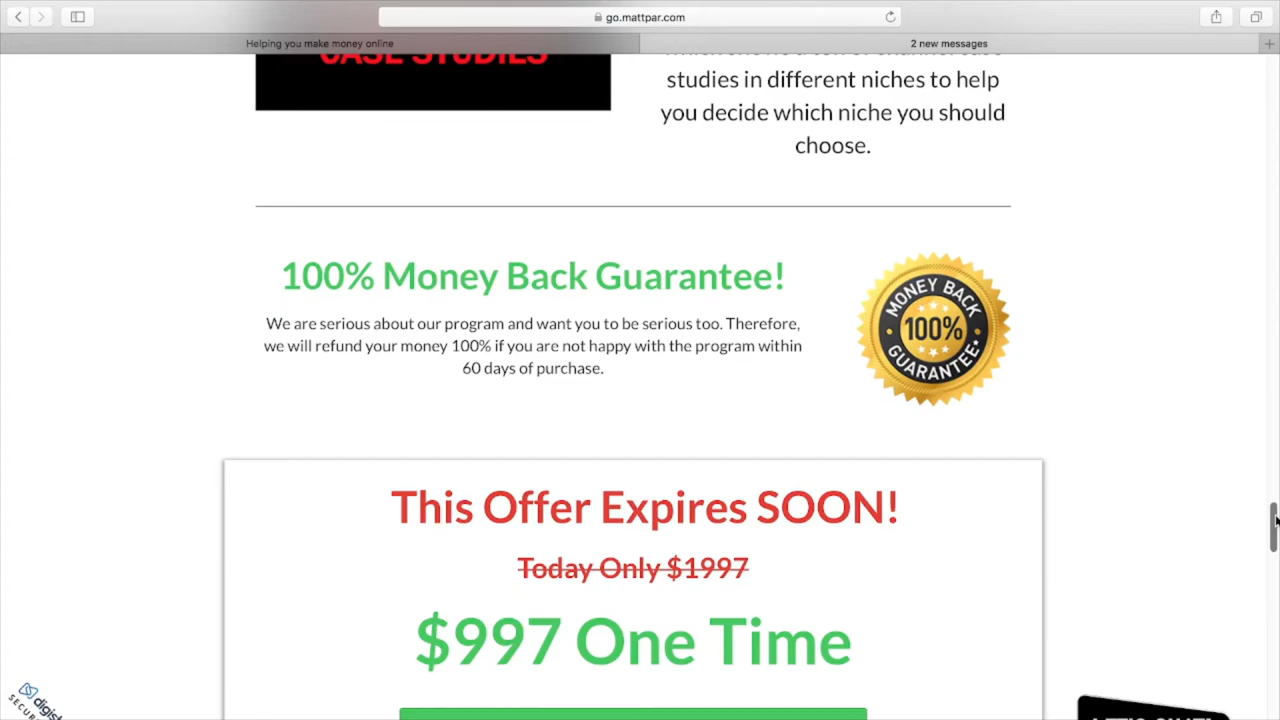 go.mattpar.com
Helping you make money online
2 new messages
CASE STUDIES
studies in different niches to help
you decide which niche you should
choose.
100% Money Back Guarantee!
We are serious about our program and want you to be serious too. Therefore,
we will refund your money 100% if you are not happy with the program within
60 days of purchase.
MONEY BACK
100%
GUARANTEE
This Offer Expires SOON!
Today Only $1997
$997 One Time